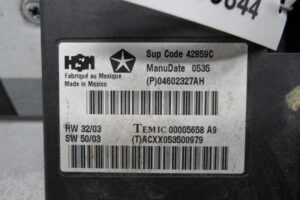 644
HSM
Sup Code 42859C
ManuDate 0535
Fabriqué au Mexique
Made in Mexico
(P)04602327AH
HW 32/03
TEMIC 00005658 A9
SW 50/03
(T)ACXX053500979